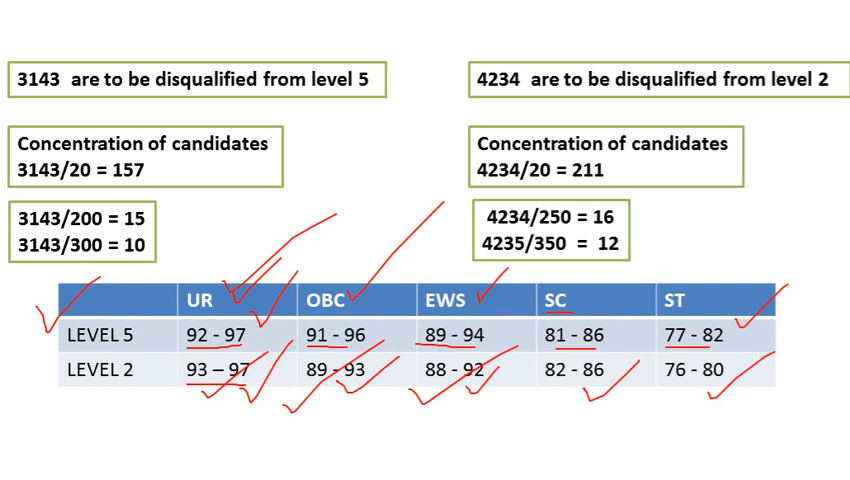 3143 are to be disqualified from level 5
4234 are to be disqualified from level 2
Concentration of candidates
3143/20 = 157
Concentration of candidates
4234/20 = 211
3143/200 = 15
3143/300 = 10
4234/250 = 16
4235/350 = 12
UR OBC EWS SC ST
LEVEL 5 92 - 97 91 - 96 89 - 94 81 - 86 77 - 82
LEVEL 2 93 – 97 89 - 93 88 - 92 82 - 86 76 - 80